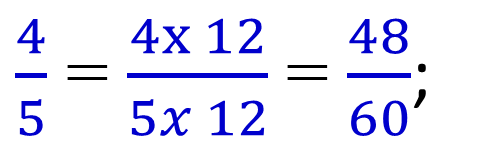 4/5 = 4x 12/5x 12 = 48/60;